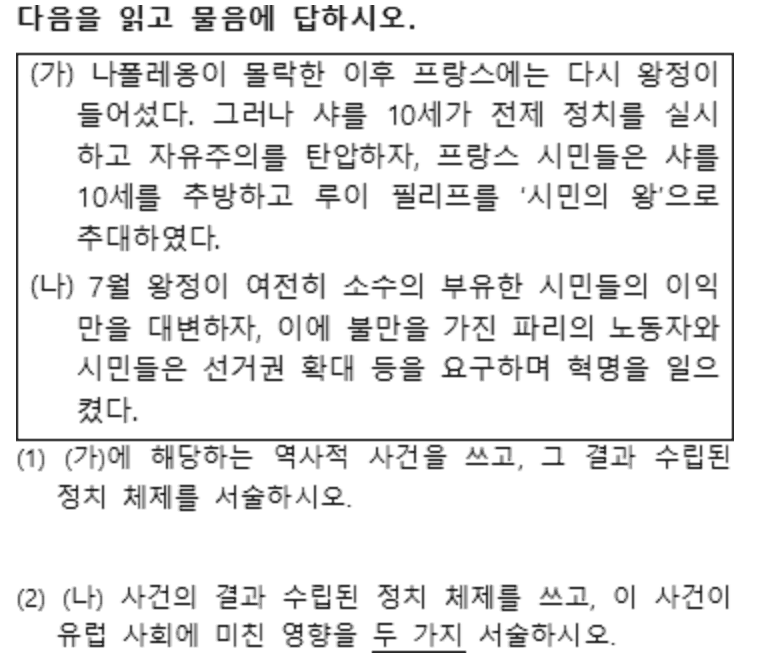 다음을 읽고 물음에 답하시오.
(가) 나폴레옹이 몰락한 이후 프랑스에는 다시 왕정이
들어섰다. 그러나 샤를 10세가 전제 정치를 실시
하고 자유주의를 탄압하자, 프랑스 시민들은 샤를
10세를 추방하고 루이 필리프를 '시민의 왕'으로
추대하였다.
(나) 7월 왕정이 여전히 소수의 부유한 시민들의 이익
만을 대변하자, 이에 불만을 가진 파리의 노동자와
시민들은 선거권 확대 등을 요구하며 혁명을 일으
켰다.
(1) (가)에 해당하는 역사적 사건을 쓰고, 그 결과 수립된
정치 체제를 서술하시오.
(2) (나) 사건의 결과 수립된 정치 체제를 쓰고, 이 사건이
유럽 사회에 미친 영향을 두 가지 서술하시오.